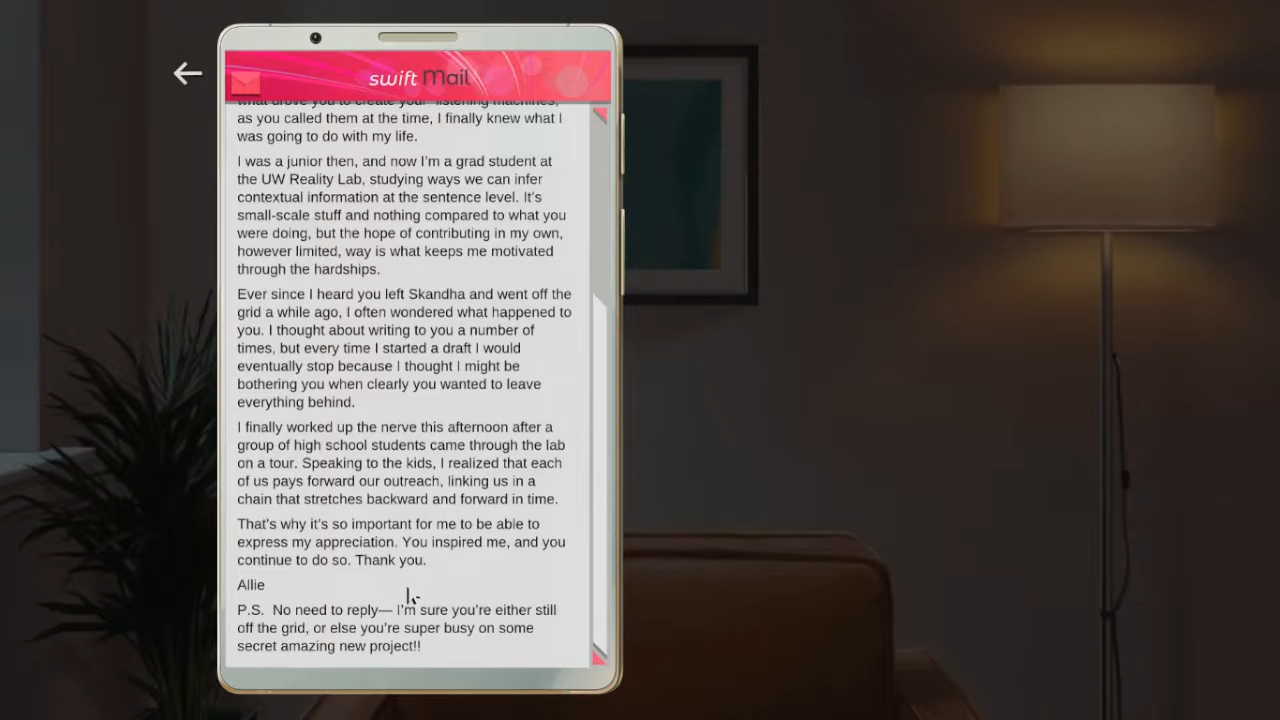 swift Mail
what drove you to create your "listening machines,"
as you called them at the time, I finally knew what I
was going to do with my life.
I was a junior then, and now I'm a grad student at
the UW Reality Lab, studying ways we can infer
contextual information at the sentence level. It's
small-scale stuff and nothing compared to what you
were doing, but the hope of contributing in my own,
however limited, way is what keeps me motivated
through the hardships.
Ever since I heard you left Skandha and went off the
grid a while ago, I often wondered what happened to
you. I thought about writing to you a number of
times, but every time I started a draft I would
eventually stop because I thought I might be
bothering you when clearly you wanted to leave
everything behind.
I finally worked up the nerve this afternoon after a
group of high school students came through the lab
on a tour. Speaking to the kids, I realized that each
of us pays forward our outreach, linking us in a
chain that stretches backward and forward in time.
That's why it's so important for me to be able to
express my appreciation. You inspired me, and you
continue to do so. Thank you.
Allie
P.S. No need to reply— I'm sure you're either still
off the grid, or else you're super busy on some
secret amazing new project!!